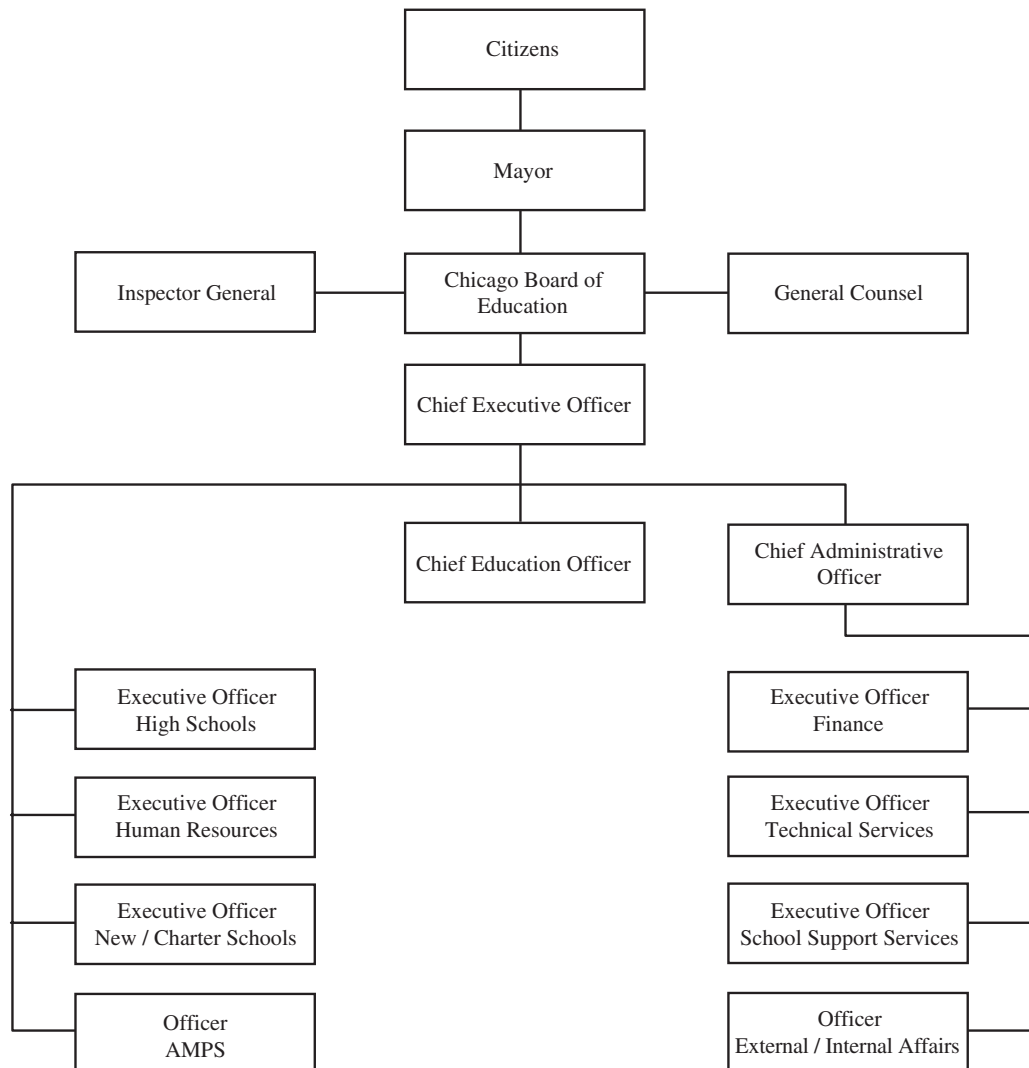 Citizens
Mayor
Inspector General
Chicago Board of
Education
General Counsel
Chief Executive Officer
Chief Education Officer
Chief Administrative
Officer
Executive Officer
High Schools
Executive Officer
Finance
Executive Officer
Human Resources
Executive Officer
Technical Services
Executive Officer
New / Charter Schools
Executive Officer
School Support Services
Officer
AMPS
Officer
External / Internal Affairs